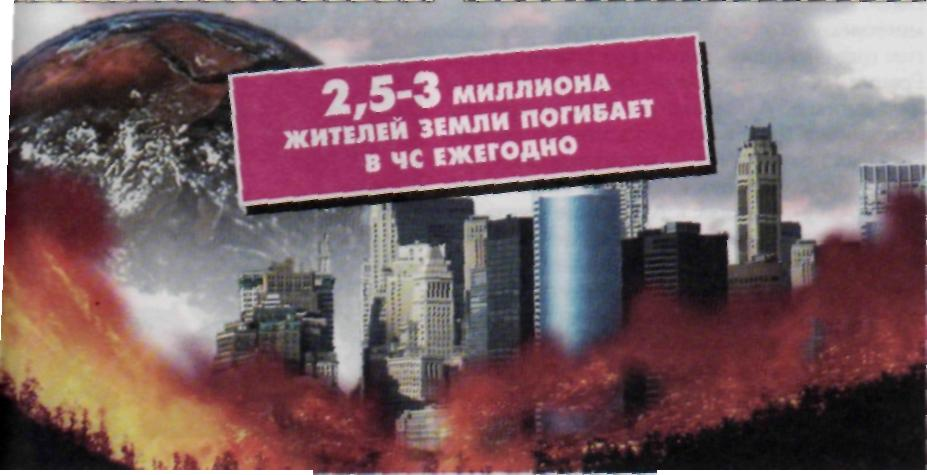 2,5-3 МИЛЛИОНА
ЖИТЕЛЕЙ ЗЕМЛИ ПОГИБАЕТ
В ЧС ЕЖЕГОДНО